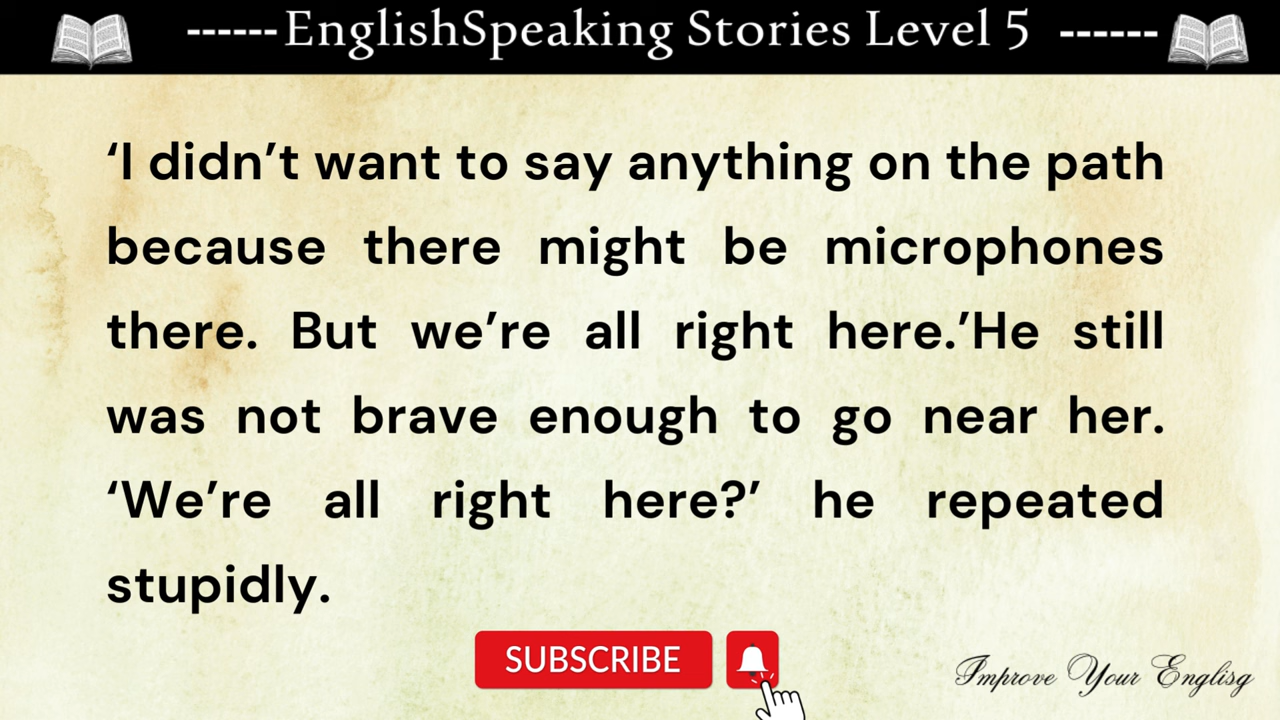 ------EnglishSpeaking Stories Level 5 ------
‘I didn’t want to say anything on the path
because there might be microphones
there. But we’re all right here.’He still
was not brave enough to go near her.
‘We’re all right here?’ he repeated
stupidly.
SUBSCRIBE
Improve Your Englisg